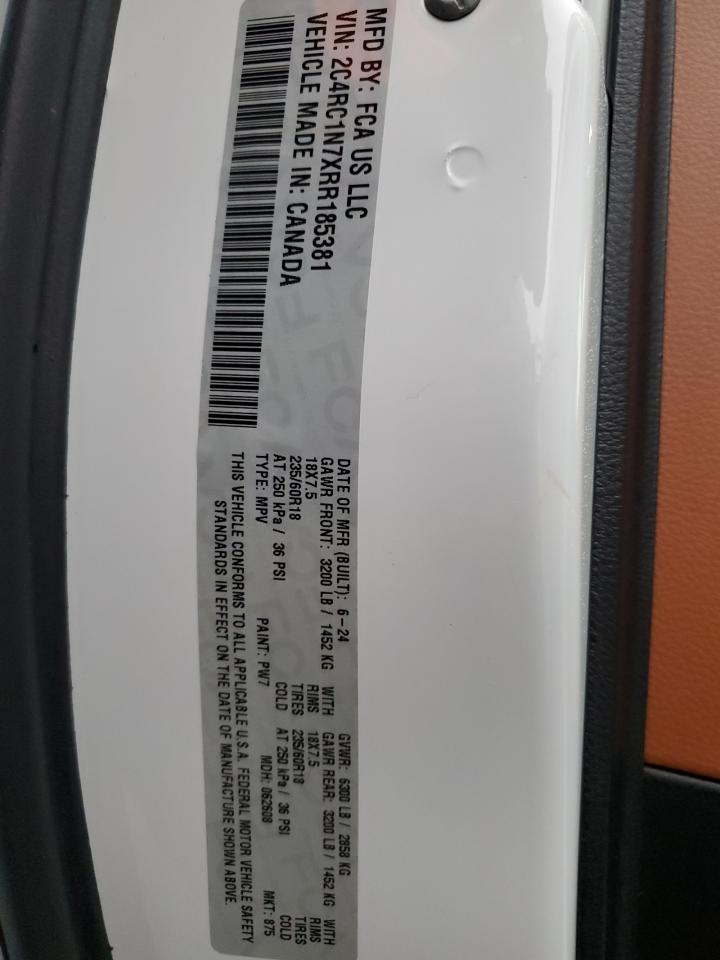 MFD BY: FCA US LLC
VIN: 2C4RC1N7XRR185381
VEHICLE MADE IN: CANADA
DATE OF MFR (BUILT): 6-24 GVWR: 6300 LB / 2858 KG
GAWR FRONT: 3200 LB / 1452 KG WITH GAWR REAR: 3200 LB / 1452 KG WITH
18X7.5 RIMS 18X7.5 RIMS
235/60R18 TIRES 235/60R18 TIRES
AT 250 kPa / 36 PSI COLD AT 250 kPa / 36 PSI COLD
TYPE: MPV PAINT: PW7 MDH: 062608 MKT: 875
THIS VEHICLE CONFORMS TO ALL APPLICABLE U.S.A. FEDERAL MOTOR VEHICLE SAFETY
STANDARDS IN EFFECT ON THE DATE OF MANUFACTURE SHOWN ABOVE.